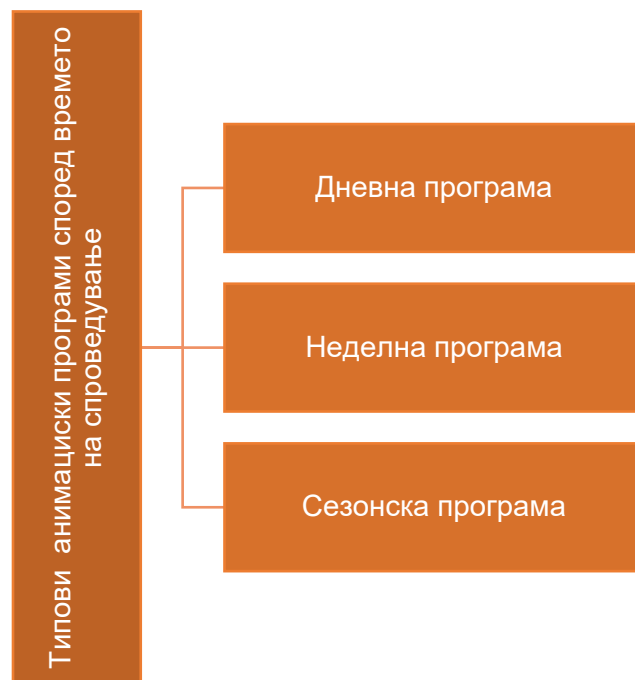 Типови анимациски програми според времето
на спроведување
Дневна програма
Неделна програма
Сезонска програма